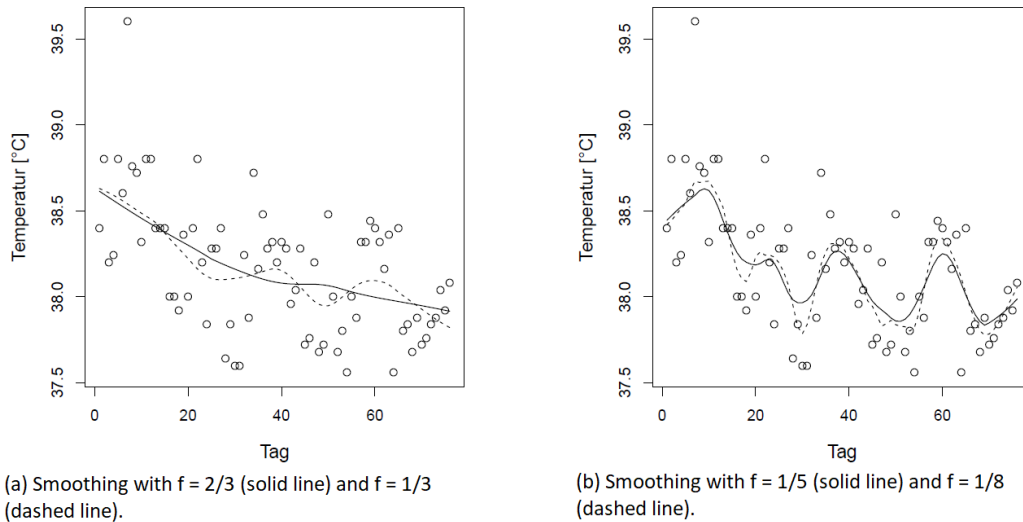 Temperatur [°C]
39.5
39.0
38.5
38.0
37.5
0 20 40 60
Tag
(a) Smoothing with f = 2/3 (solid line) and f = 1/3
(dashed line).
Temperatur [°C]
39.5
39.0
38.5
38.0
37.5
0 20 40 60
Tag
(b) Smoothing with f = 1/5 (solid line) and f = 1/8
(dashed line).